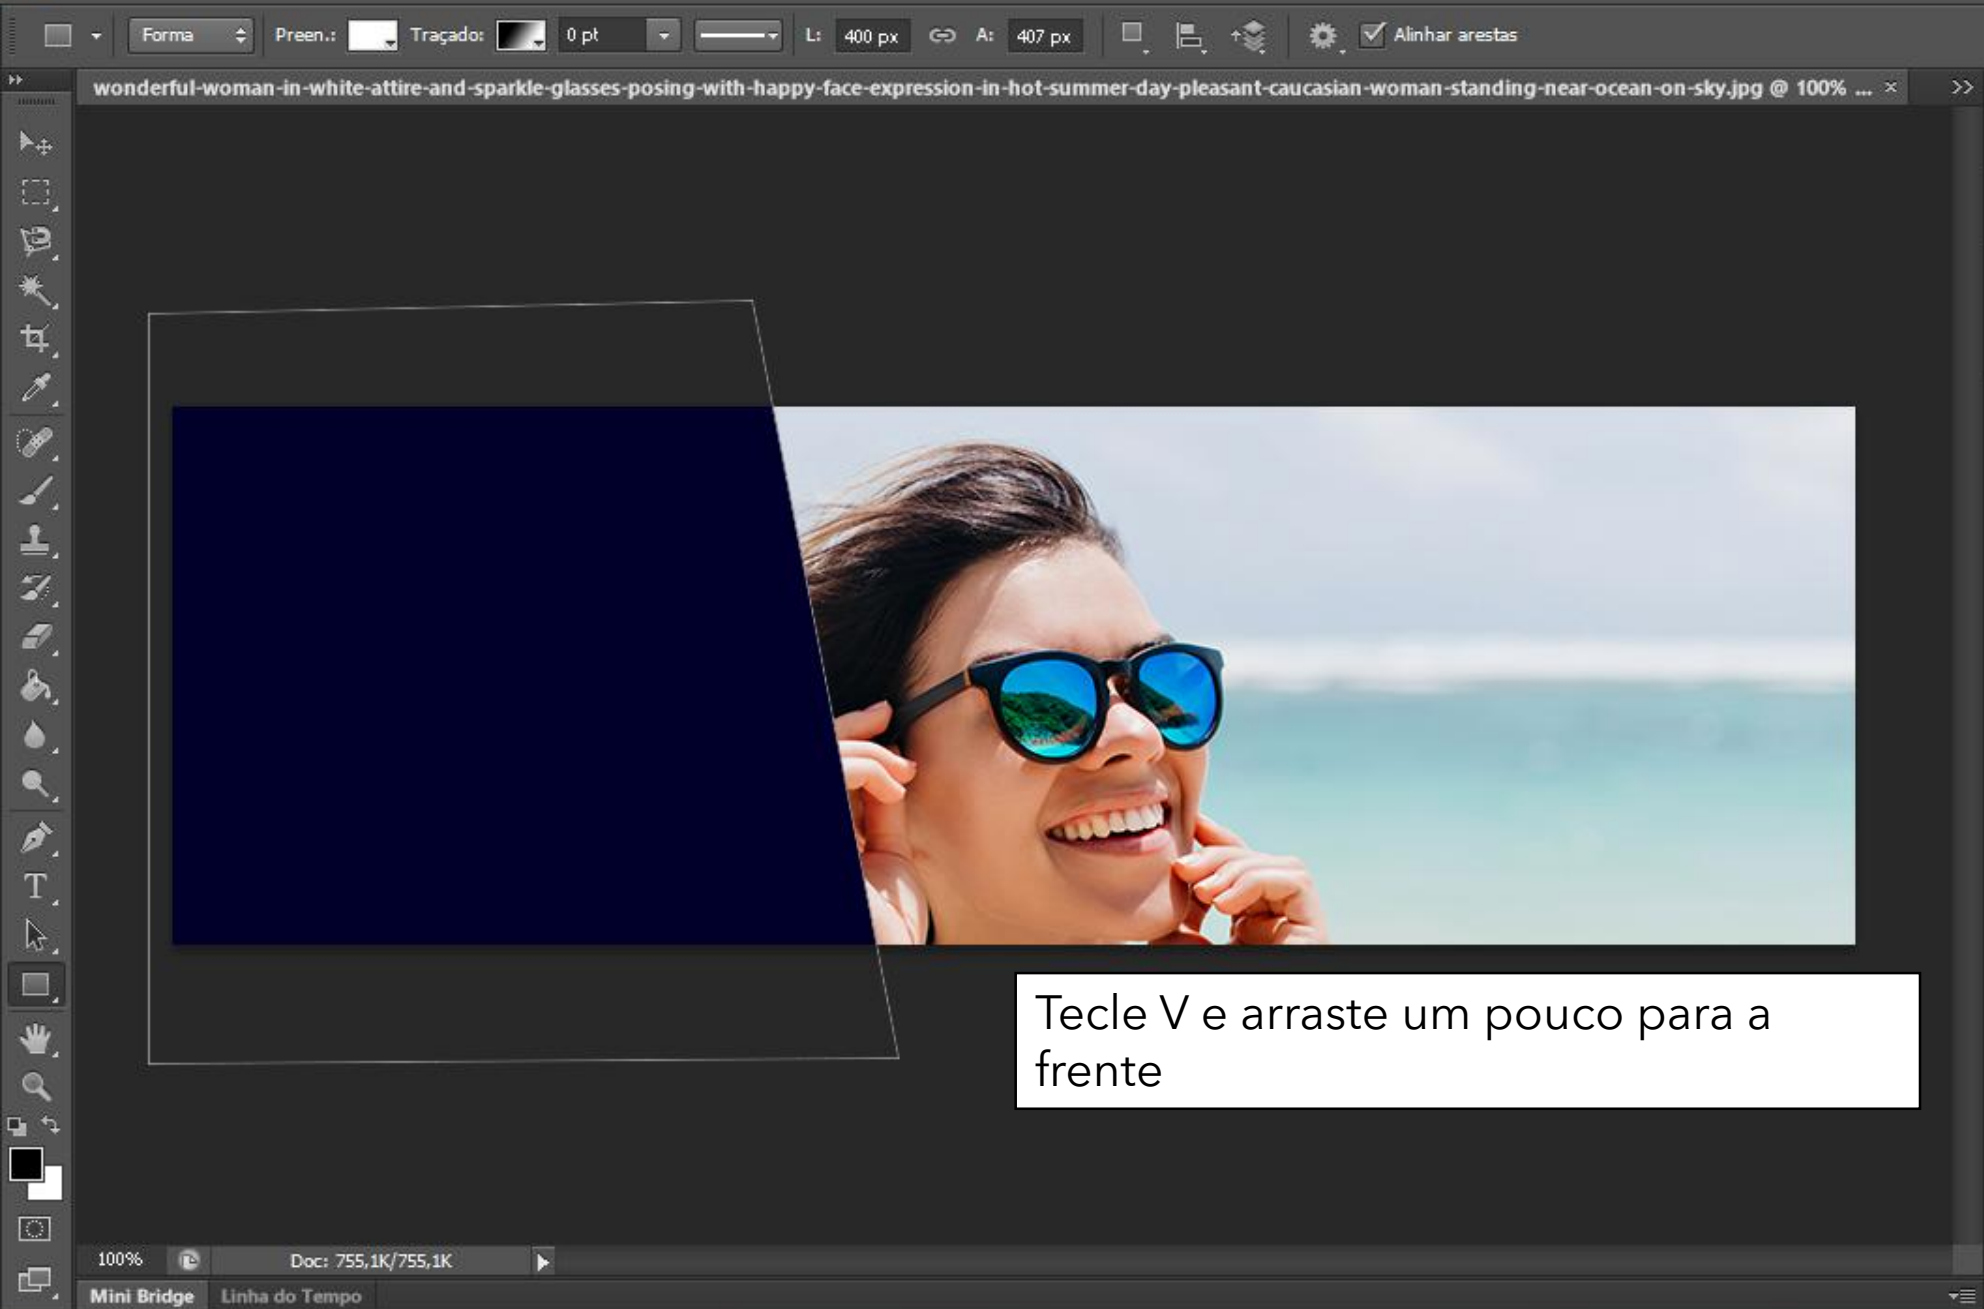 Forma Preen.: Traçado: 0 pt L: 400 px A: 407 px Alinhar arestas
wonderful-woman-in-white-attire-and-sparkle-glasses-posing-with-happy-face-expression-in-hot-summer-day-pleasant-caucasian-woman-standing-near-ocean-on-sky.jpg @ 100% ... ×
Tecle V e arraste um pouco para a
frente
100% Doc: 755,1K/755,1K
Mini Bridge Linha do Tempo